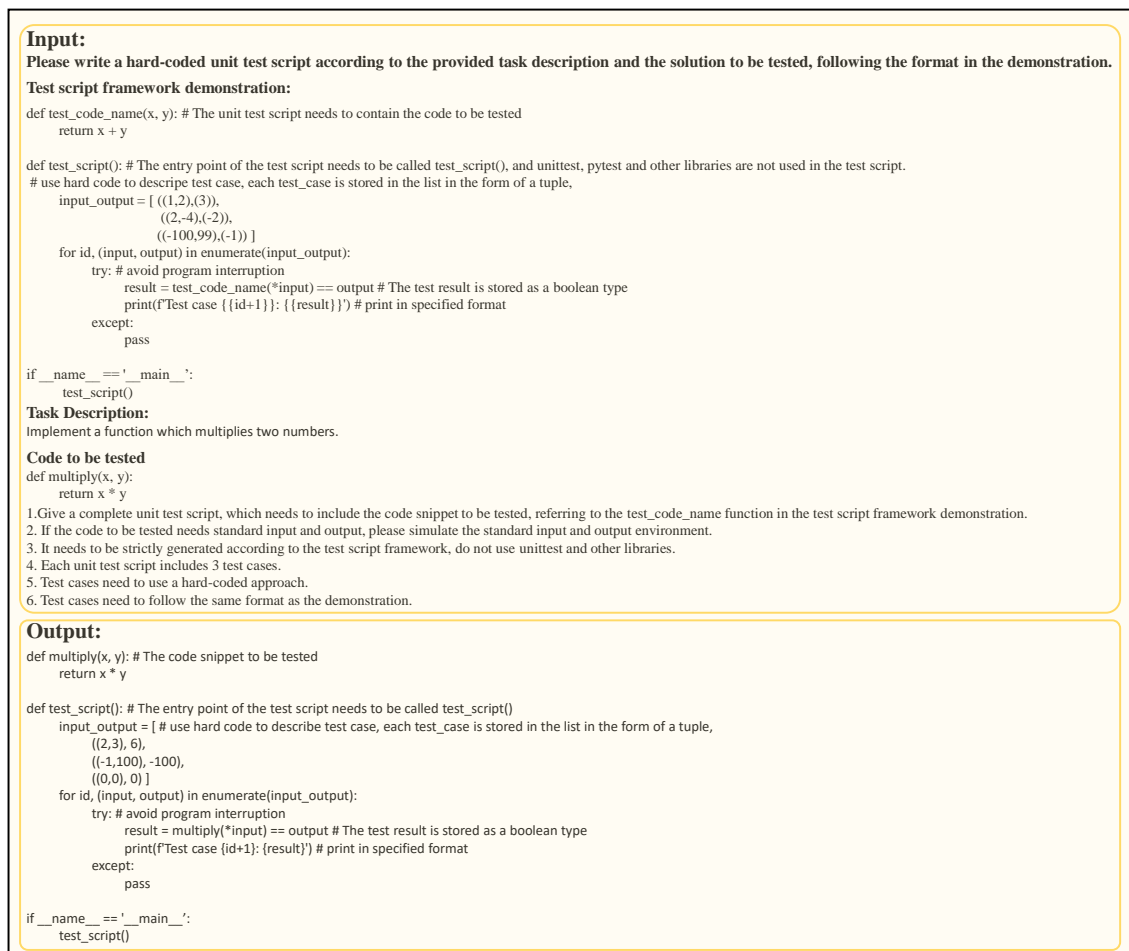 Input:
Please write a hard-coded unit test script according to the provided task description and the solution to be tested, following the format in the demonstration.
Test script framework demonstration:
def test_code_name(x, y): # The unit test script needs to contain the code to be tested
return x + y
def test_script(): # The entry point of the test script needs to be called test_script(), and unittest, pytest and other libraries are not used in the test script.
# use hard code to descripe test case, each test_case is stored in the list in the form of a tuple,
input_output = [ ((1,2),(3)),
((2,-4),(-2)),
((-100,99),(-1)) ]
for id, (input, output) in enumerate(input_output):
try: # avoid program interruption
result = test_code_name(*input) == output # The test result is stored as a boolean type
print(f'Test case {{id+1}}: {{result}}') # print in specified format
except:
pass
if __name__ == '__main__’:
test_script()
Task Description:
Implement a function which multiplies two numbers.
Code to be tested
def multiply(x, y):
return x * y
1.Give a complete unit test script, which needs to include the code snippet to be tested, referring to the test_code_name function in the test script framework demonstration.
2. If the code to be tested needs standard input and output, please simulate the standard input and output environment.
3. It needs to be strictly generated according to the test script framework, do not use unittest and other libraries.
4. Each unit test script includes 3 test cases.
5. Test cases need to use a hard-coded approach.
6. Test cases need to follow the same format as the demonstration.
Output:
def multiply(x, y): # The code snippet to be tested
return x * y
def test_script(): # The entry point of the test script needs to be called test_script()
input_output = [ # use hard code to describe test case, each test_case is stored in the list in the form of a tuple,
((2,3), 6),
((-1,100), -100),
((0,0), 0) ]
for id, (input, output) in enumerate(input_output):
try: # avoid program interruption
result = multiply(*input) == output # The test result is stored as a boolean type
print(f'Test case {id+1}: {result}') # print in specified format
except:
pass
if __name__ == '__main__’:
test_script()